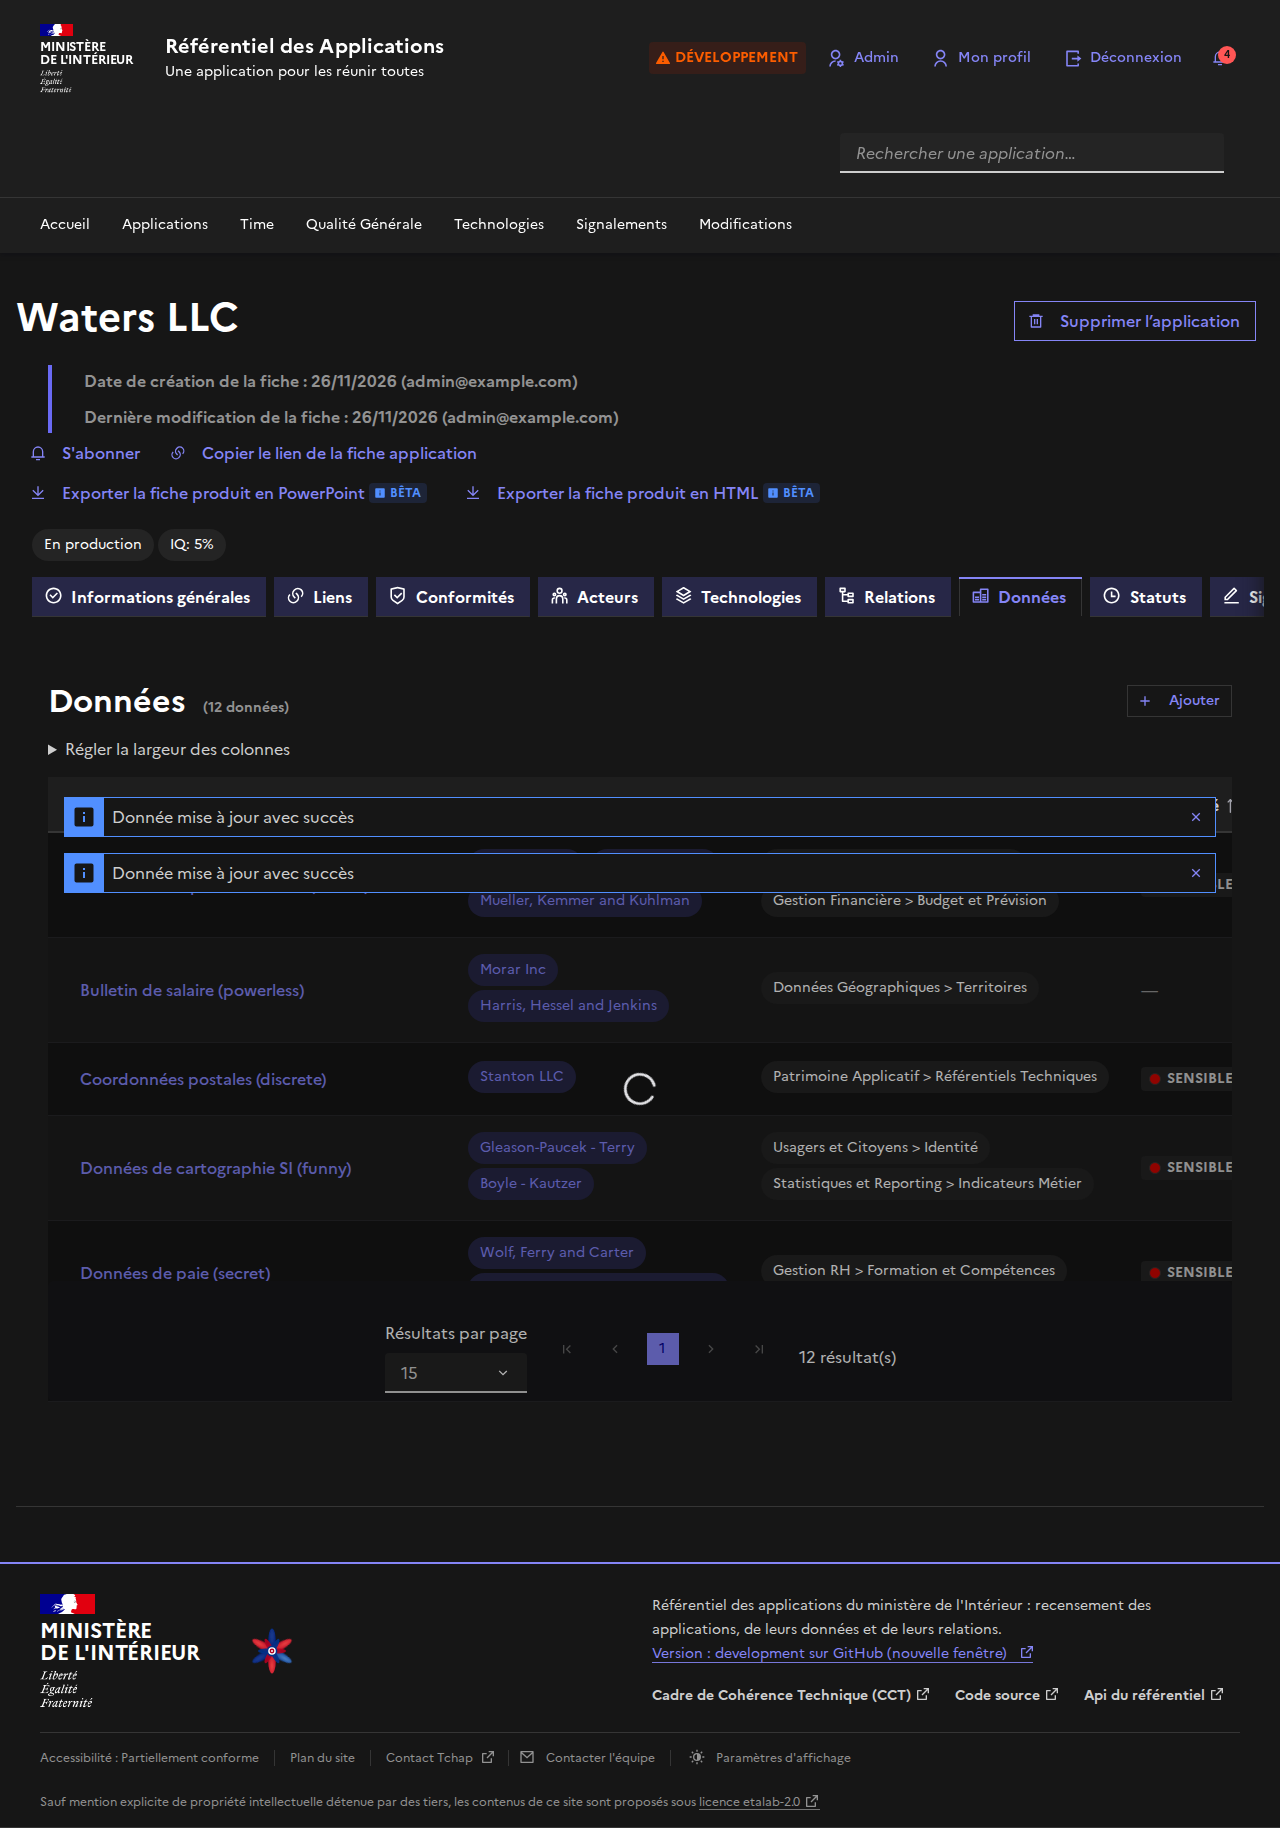 MINISTÈRE
DE L'INTÉRIEUR
Liberté
Égalité
Fraternité
Référentiel des Applications
Une application pour les réunir toutes
DÉVELOPPEMENT
Admin
Mon profil
Déconnexion
4
Rechercher une application…
Accueil
Applications
Time
Qualité Générale
Technologies
Signalements
Modifications
Waters LLC
Supprimer l’application
Date de création de la fiche : 26/11/2026 (admin@example.com)
Dernière modification de la fiche : 26/11/2026 (admin@example.com)
S'abonner
Copier le lien de la fiche application
Exporter la fiche produit en PowerPoint BÊTA
Exporter la fiche produit en HTML BÊTA
En production
IQ: 5%
Informations générales
Liens
Conformités
Acteurs
Technologies
Relations
Données
Statuts
Données (12 données)
Ajouter
Régler la largeur des colonnes
Donnée mise à jour avec succès
Donnée mise à jour avec succès
Mueller, Kemmer and Kuhlman
Gestion Financière > Budget et Prévision
Bulletin de salaire (powerless)
Morar Inc
Harris, Hessel and Jenkins
Données Géographiques > Territoires
—
Coordonnées postales (discrete)
Stanton LLC
Patrimoine Applicatif > Référentiels Techniques
SENSIBLE
Données de cartographie SI (funny)
Gleason-Paucek - Terry
Boyle - Kautzer
Usagers et Citoyens > Identité
Statistiques et Reporting > Indicateurs Métier
SENSIBLE
Données de paie (secret)
Wolf, Ferry and Carter
Gestion RH > Formation et Compétences
SENSIBLE
Résultats par page
15
1
12 résultat(s)
MINISTÈRE
DE L'INTÉRIEUR
Liberté
Égalité
Fraternité
Référentiel des applications du ministère de l'Intérieur : recensement des
applications, de leurs données et de leurs relations.
Version : development sur GitHub (nouvelle fenêtre)
Cadre de Cohérence Technique (CCT)
Code source
Api du référentiel
Accessibilité : Partiellement conforme
Plan du site
Contact Tchap
Contacter l'équipe
Paramètres d'affichage
Sauf mention explicite de propriété intellectuelle détenue par des tiers, les contenus de ce site sont proposés sous licence etalab-2.0